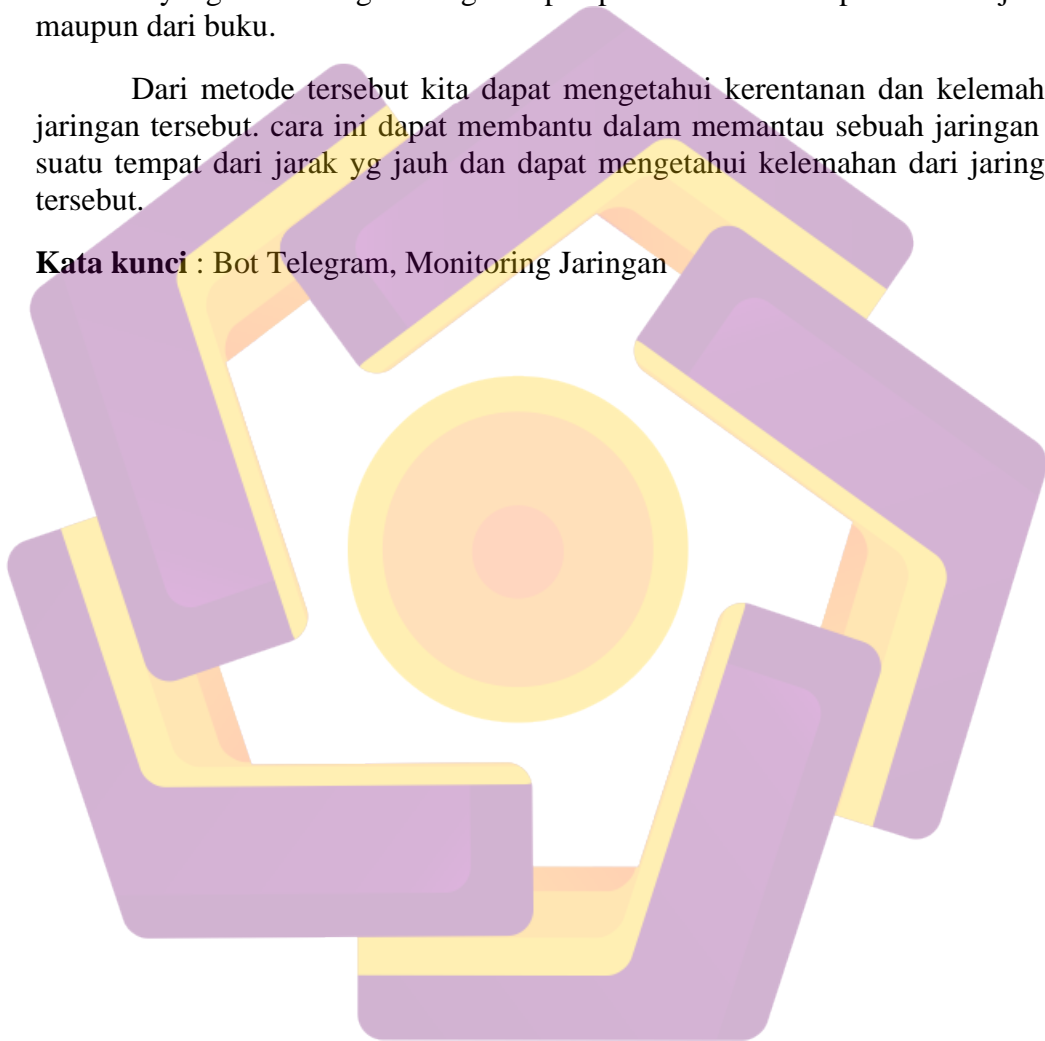 maupun dari buku.
Dari metode tersebut kita dapat mengetahui kerentanan dan kelemah
jaringan tersebut. cara ini dapat membantu dalam memantau sebuah jaringan
suatu tempat dari jarak yg jauh dan dapat mengetahui kelemahan dari jaring
tersebut.
Kata kunci : Bot Telegram, Monitoring Jaringan